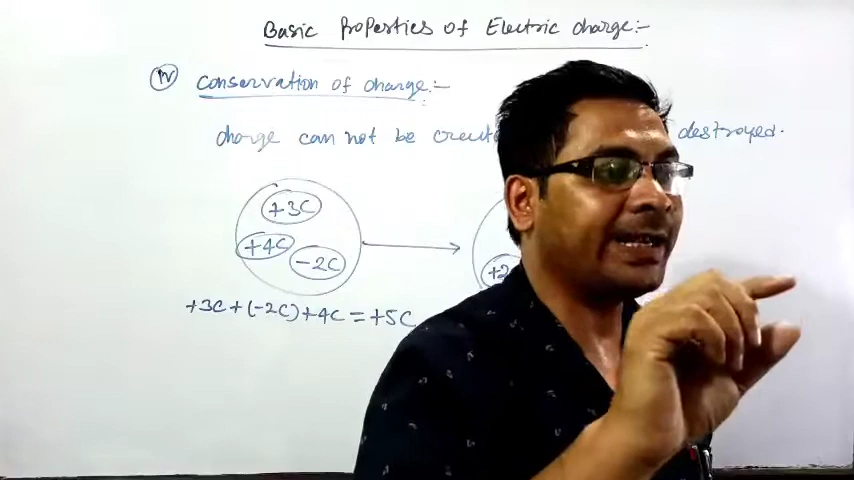 Basic Properties of Electric charge:-
(iv) conservation of charge:-
charge can not be create destroyed.
+3C
+4C
-2C
+2
+3C+(-2C)+4C=+5C